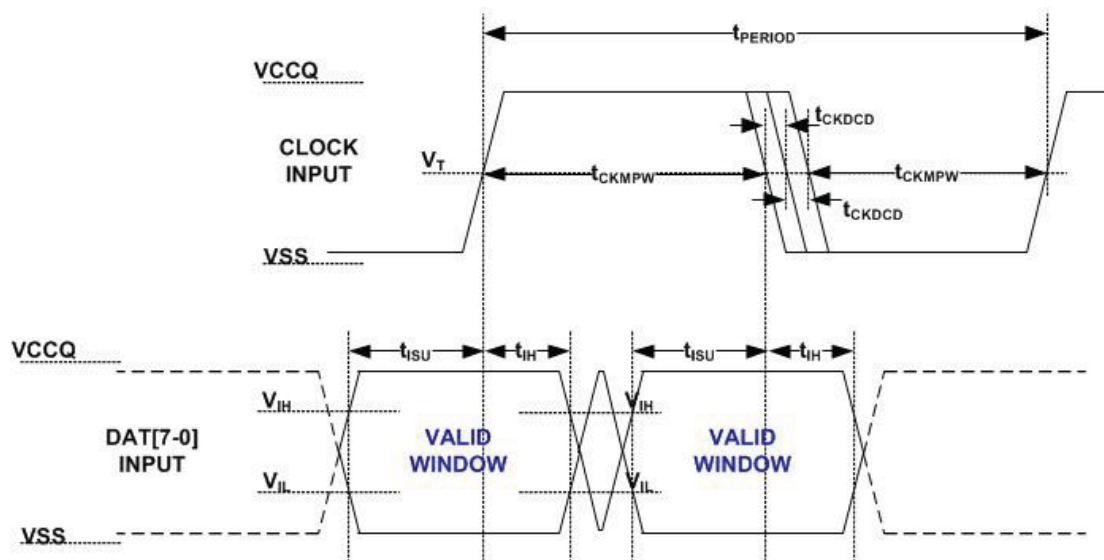 tPERIOD
VCCQ
tCKDCD
CLOCK
INPUT
VT
tCKMPW
tCKMPW
tCKDCD
VSS
VCCQ
tISU
tIH
tISU
tIH
VIH
VIH
DAT[7-0]
INPUT
VALID
WINDOW
VALID
WINDOW
VIL
VIL
VSS